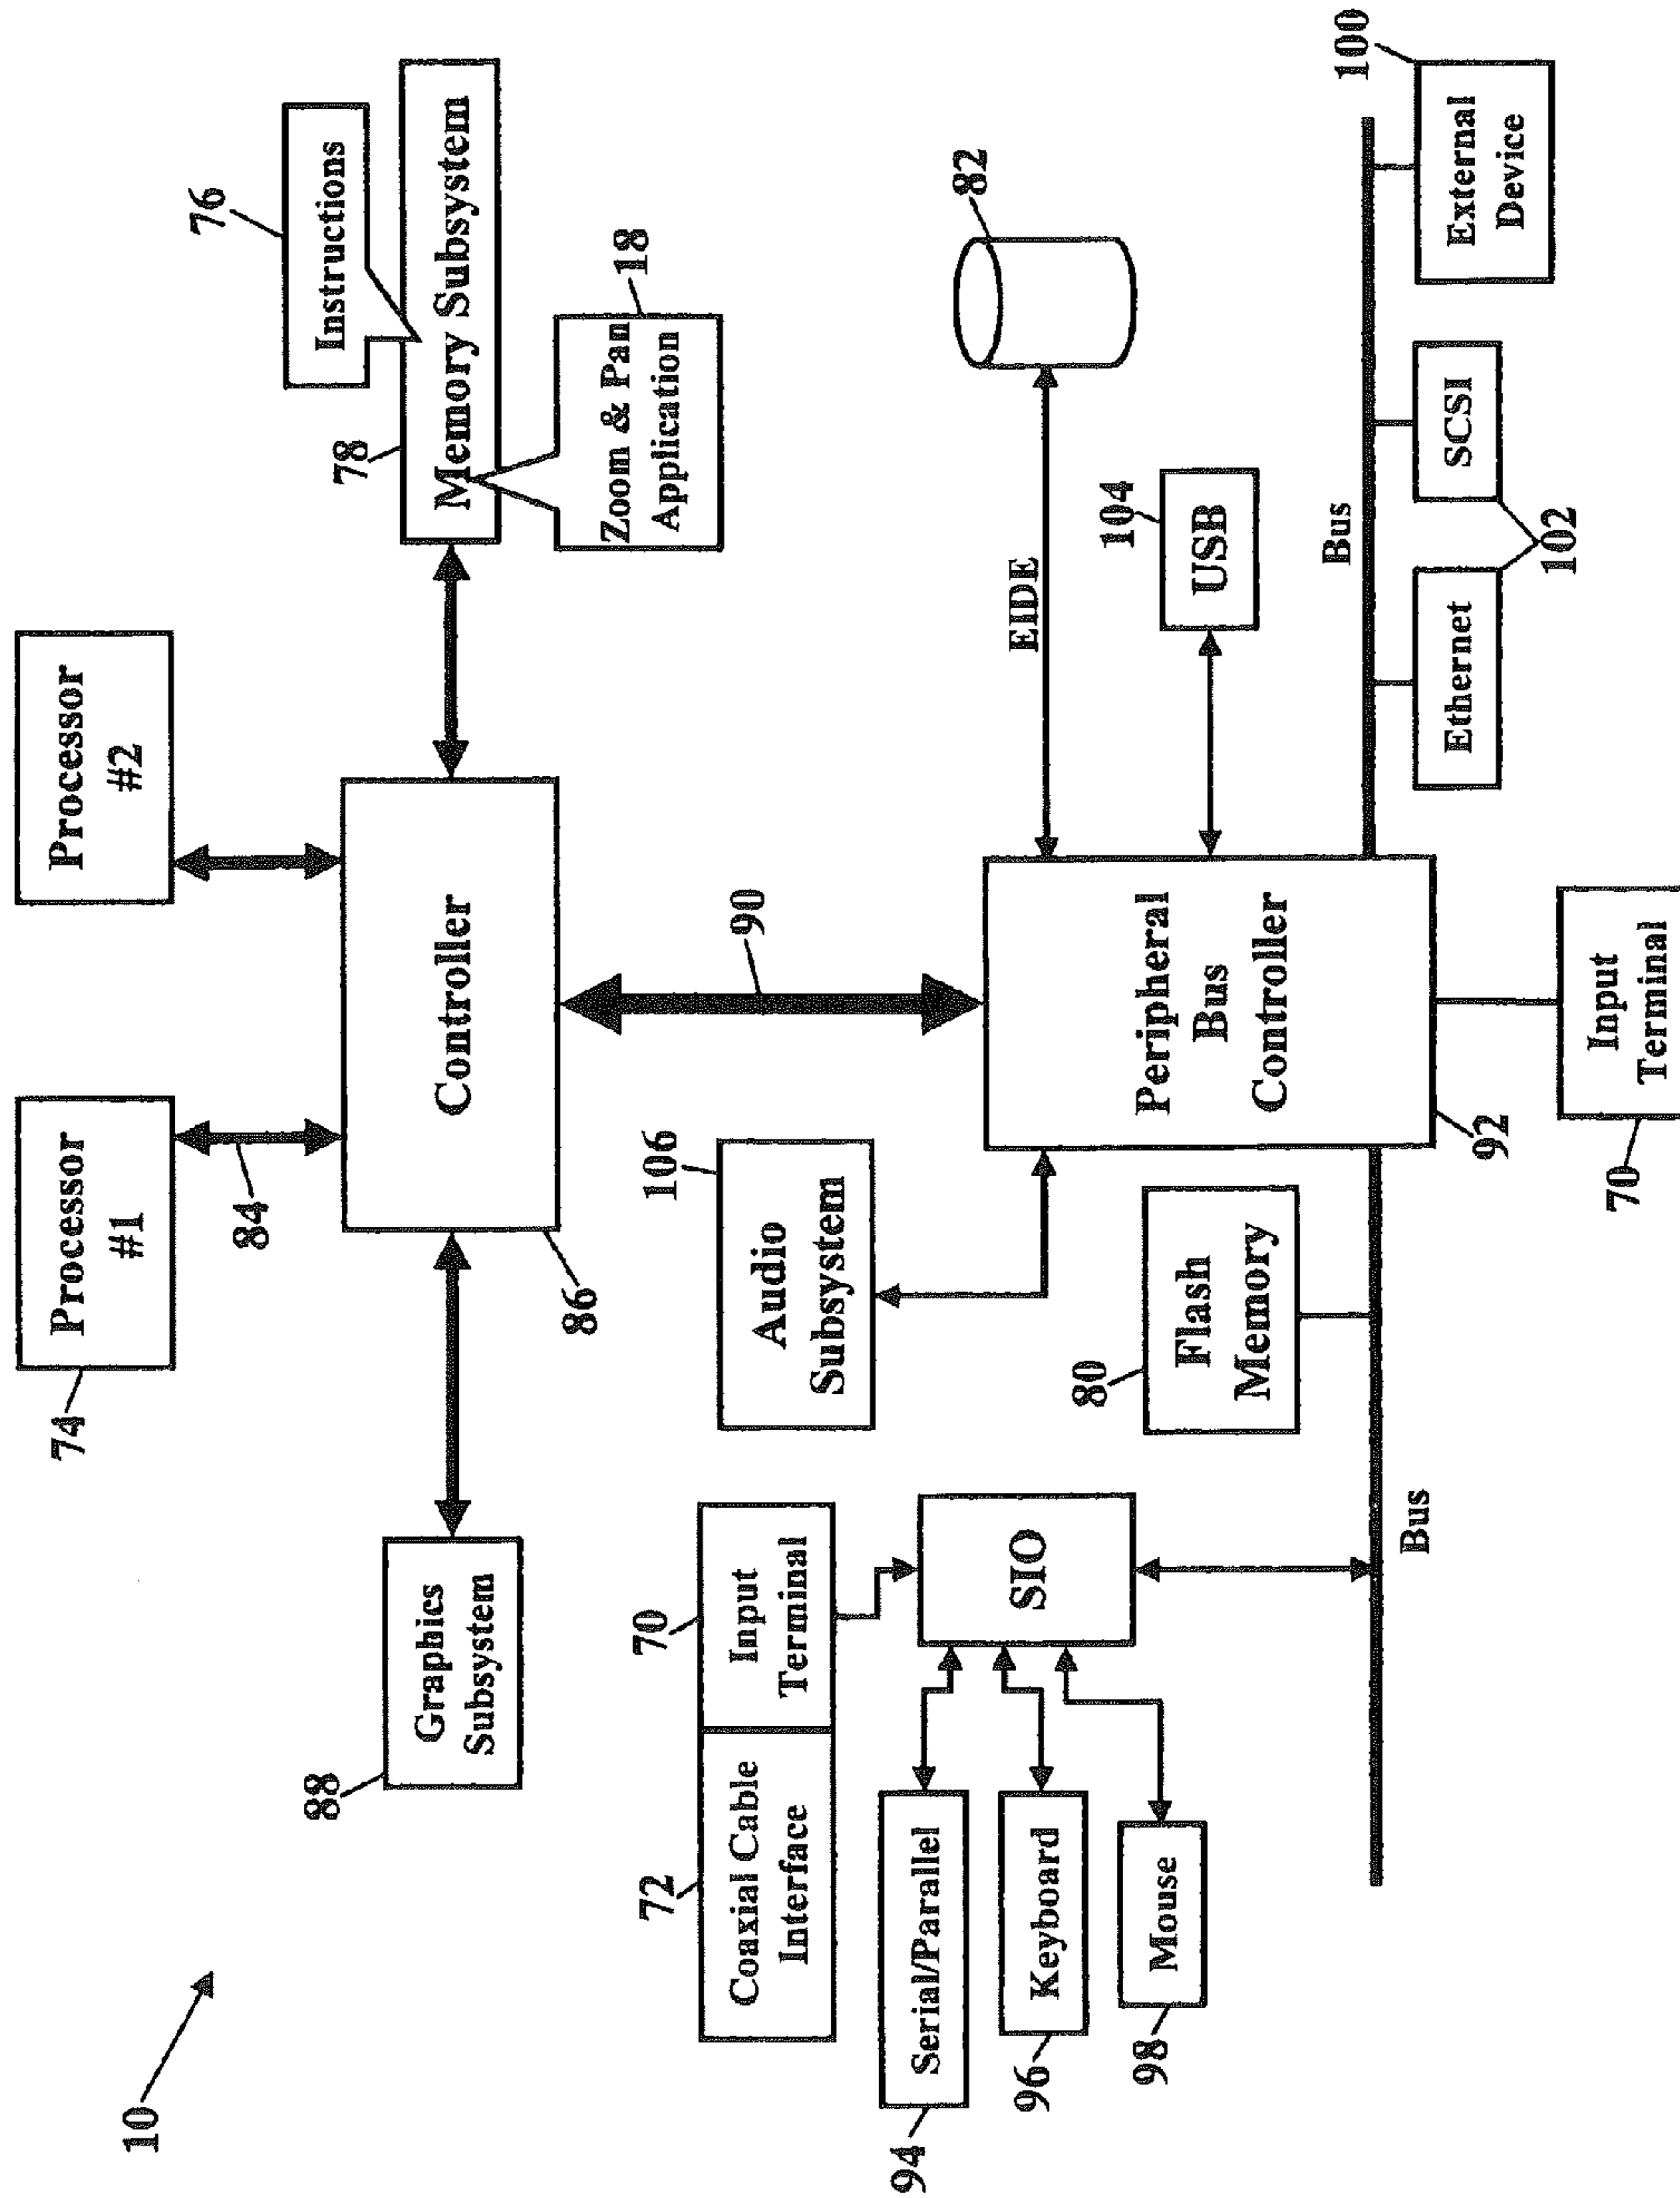 10
74
Processor
#1
Processor
#2
84
76
Instructions
78
Memory Subsystem
Zoom & Pan
Application
18
88
Graphics
Subsystem
Controller
86
90
72
70
Coaxial Cable
Interface
Input
Terminal
106
Audio
Subsystem
82
EIDE
104
USB
94
Serial/Parallel
96
Keyboard
98
Mouse
SIO
80
Flash
Memory
Peripheral
Bus
Controller
92
Bus
Bus
Ethernet
SCSI
102
100
External
Device
70
Input
Terminal